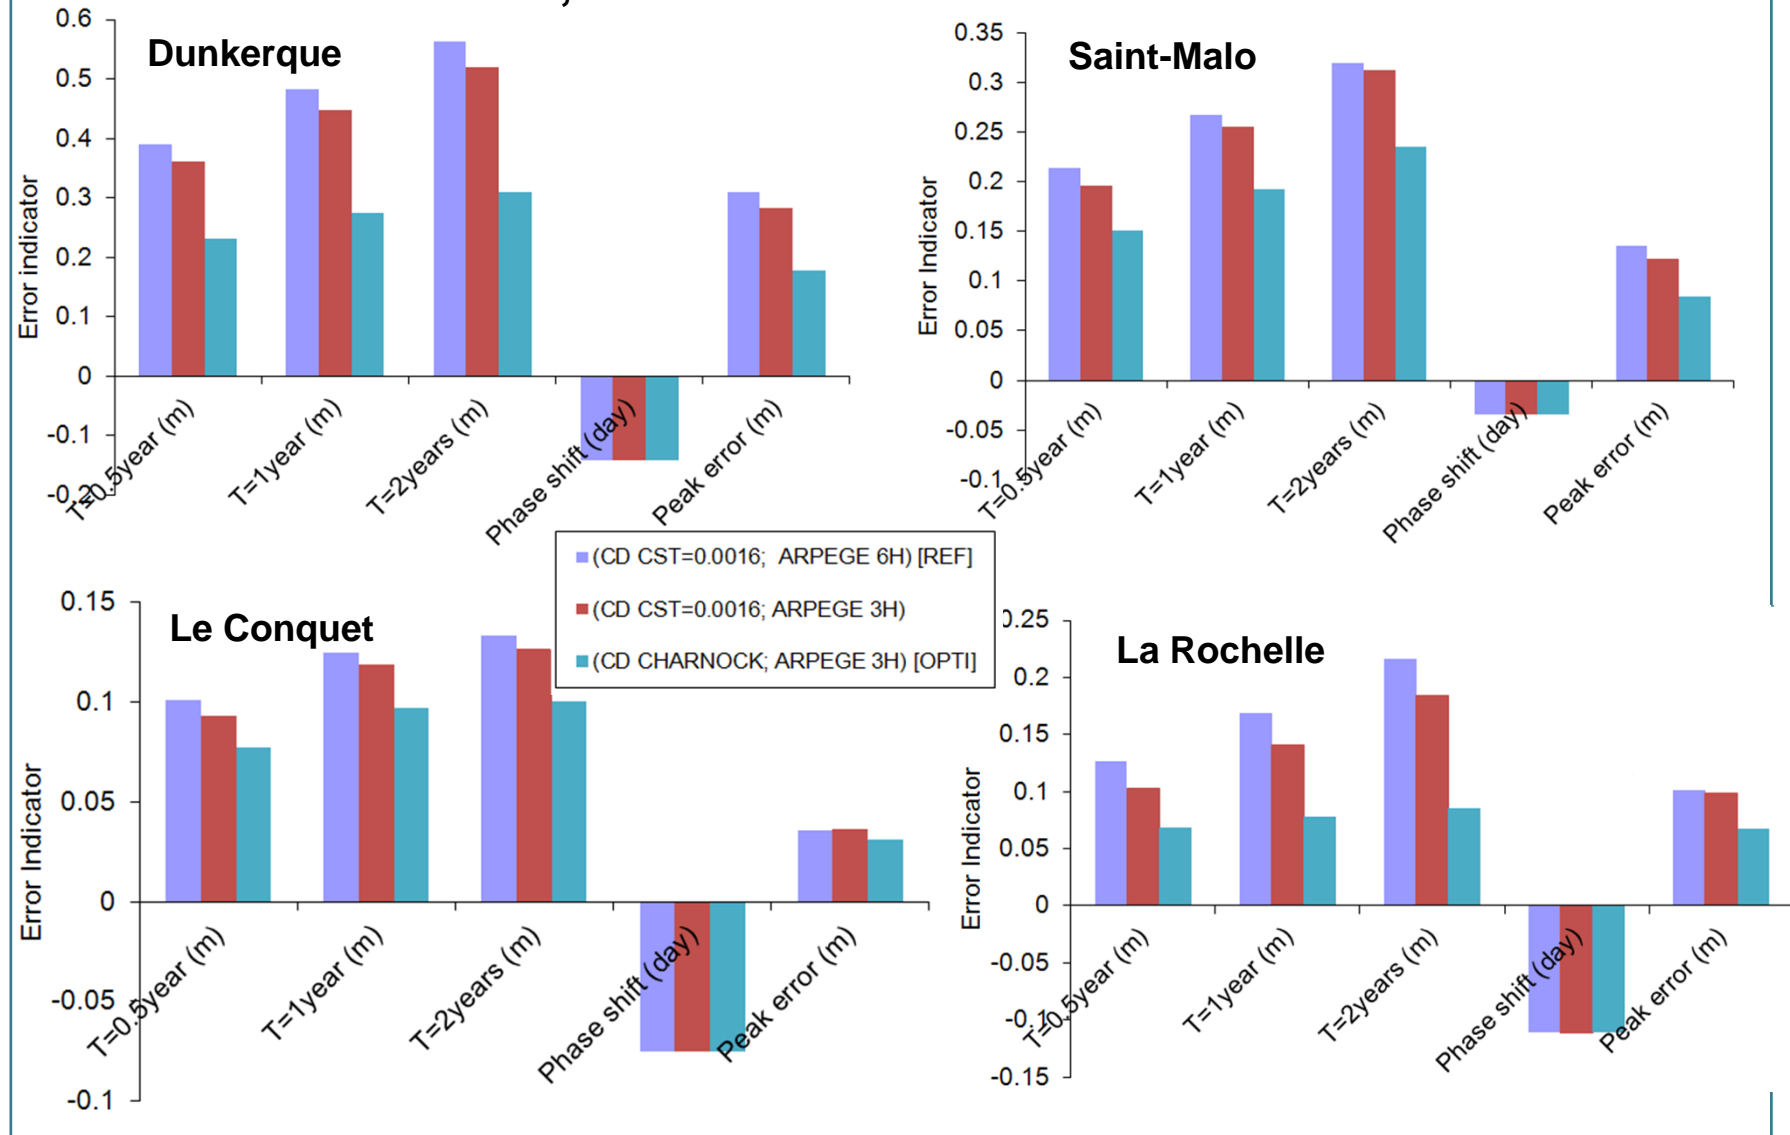 Dunkerque
0.6
0.5
0.4
0.3
0.2
0.1
0
-0.1
-0.2
Error indicator
T=0.5year (m)
T=1year (m)
T=2years (m)
Phase shift (day)
Peak error (m)
Saint-Malo
0.35
0.3
0.25
0.2
0.15
0.1
0.05
0
-0.05
-0.1
Error Indicator
T=0.5year (m)
T=1year (m)
T=2years (m)
Phase shift (day)
Peak error (m)
(CD CST=0.0016; ARPEGE 6H) [REF]
(CD CST=0.0016; ARPEGE 3H)
(CD CHARNOCK; ARPEGE 3H) [OPTI]
Le Conquet
0.15
0.1
0.05
0
-0.05
-0.1
Error Indicator
T=0.5year (m)
T=1year (m)
T=2years (m)
Phase shift (day)
Peak error (m)
La Rochelle
0.25
0.2
0.15
0.1
0.05
0
-0.05
-0.1
-0.15
Error Indicator
T=0.5year (m)
T=1year (m)
T=2years (m)
Phase shift (day)
Peak error (m)